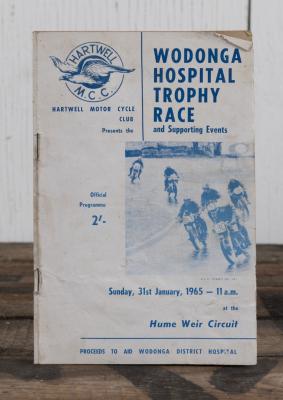 HARTWELL
M.C.C.
HARTWELL MOTOR CYCLE
CLUB
Presents the
WODONGA
HOSPITAL
TROPHY
RACE
and Supporting Events
Official
Programme
2'-
Sunday, 31st January, 1965 — 11 a.m.
at the
Hume Weir Circuit
PROCEEDS TO AID WODONGA DISTRICT HOSPITAL